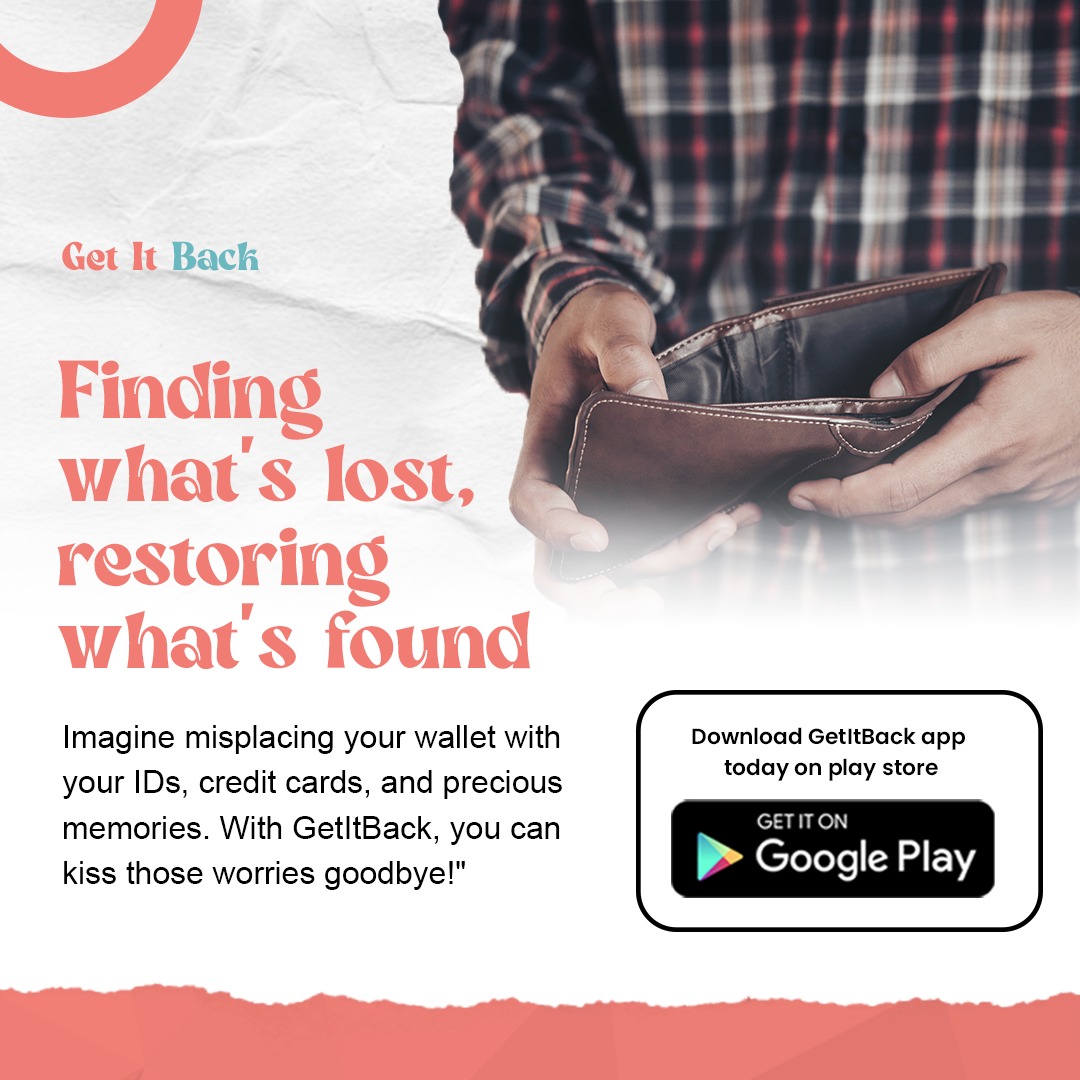 Get It Back
Finding
what's lost,
restoring
what's found
Imagine misplacing your wallet with
your IDs, credit cards, and precious
memories. With GetItBack, you can
kiss those worries goodbye!"
Download GetItBack app
today on play store
GET IT ON
Google Play